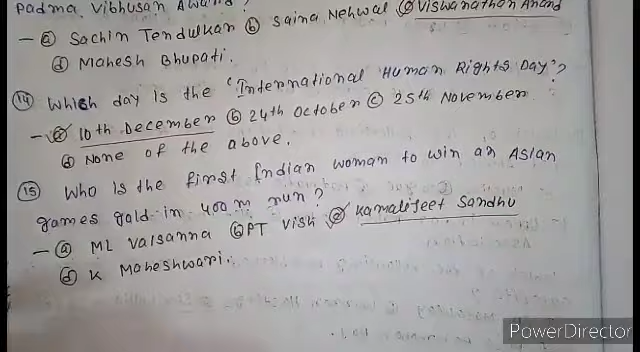 Padma Vibhusan Award ?
- ⓐ Sachin Tendulkar ⓑ Saina Nehwal ⓒ Viswanathan Anand
ⓓ Mahesh Bhupati.
⑭ Which day is the "International Human Rights Day"?
- ⓐ 10th December ⓑ 24th October ⓒ 25th November
ⓓ None of the above.
⑮ Who is the first Indian woman to win an Asian
games gold in 400m run ?
- ⓐ ML Valsanna ⓑ PT Vish ⓒ Kamaljeet Sandhu
ⓓ K Maheshwari.
PowerDirector